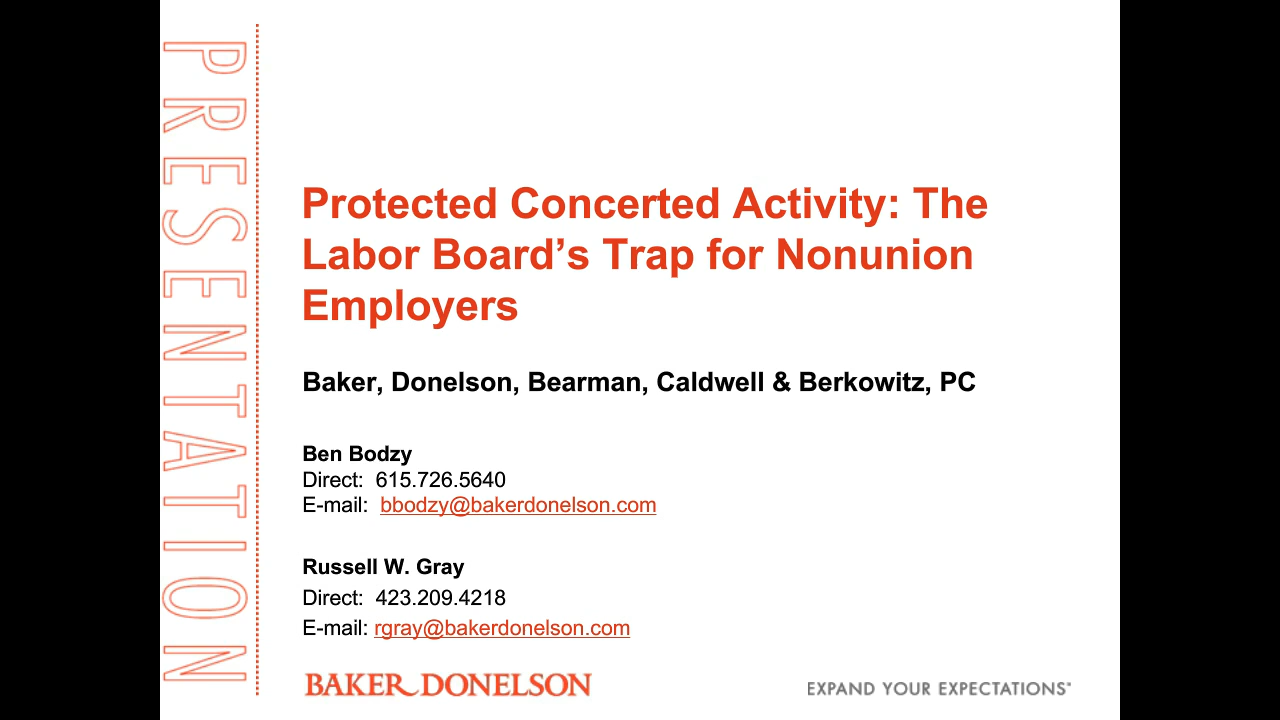 PRESENTATION
Protected Concerted Activity: The
Labor Board’s Trap for Nonunion
Employers
Baker, Donelson, Bearman, Caldwell & Berkowitz, PC
Ben Bodzy
Direct: 615.726.5640
E-mail: bbodzy@bakerdonelson.com
Russell W. Gray
Direct: 423.209.4218
E-mail: rgray@bakerdonelson.com
BAKER DONELSON
EXPAND YOUR EXPECTATIONS™